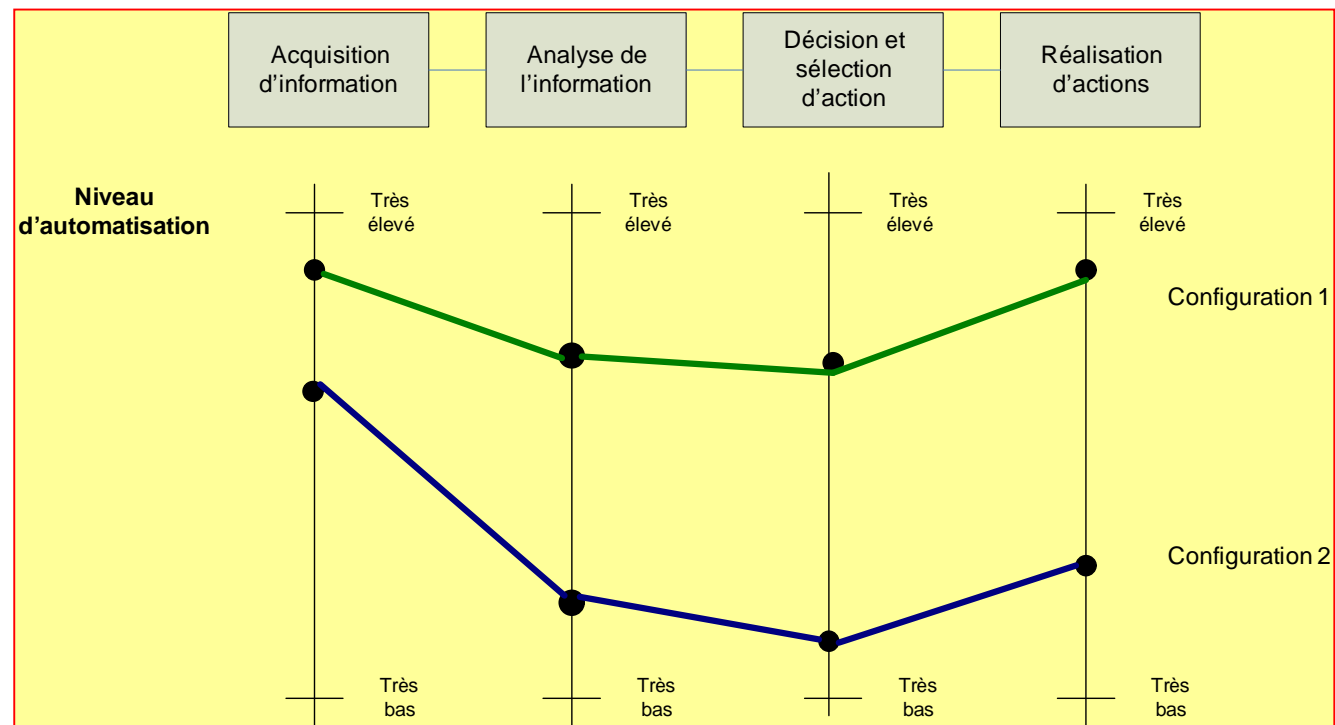 Acquisition
d’information
Analyse de
l’information
Décision et
sélection
d’action
Réalisation
d’actions
Niveau
d’automatisation
Très
élevé
Très
élevé
Très
élevé
Très
élevé
Configuration 1
Configuration 2
Très
bas
Très
bas
Très
bas
Très
bas